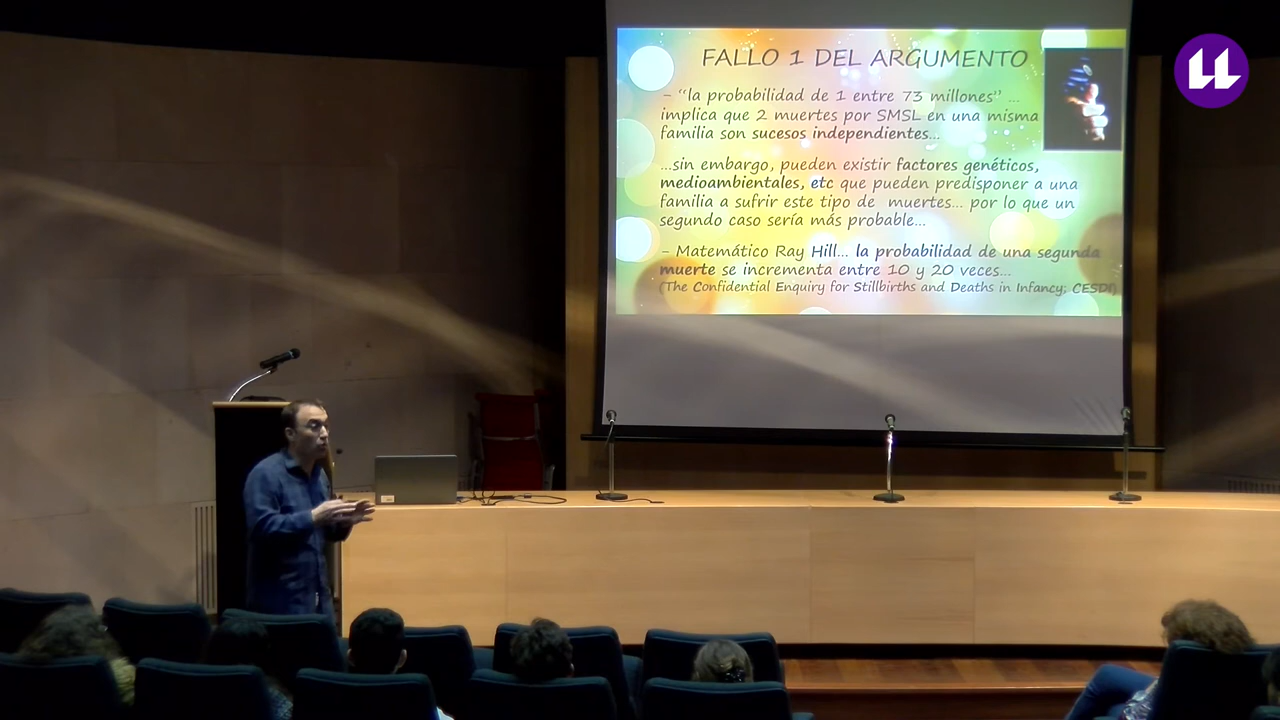 FALLO 1 DEL ARGUMENTO
- “la probabilidad de 1 entre 73 millones” ...
implica que 2 muertes por SMSL en una misma
familia son sucesos independientes...
...sin embargo, pueden existir factores genéticos,
medioambientales, etc que pueden predisponer a una
familia a sufrir este tipo de muertes... por lo que un
segundo caso sería más probable...
- Matemático Ray Hill... la probabilidad de una segunda
muerte se incrementa entre 10 y 20 veces...
(The Confidential Enquiry for Stillbirths and Deaths in Infancy; CESDI)